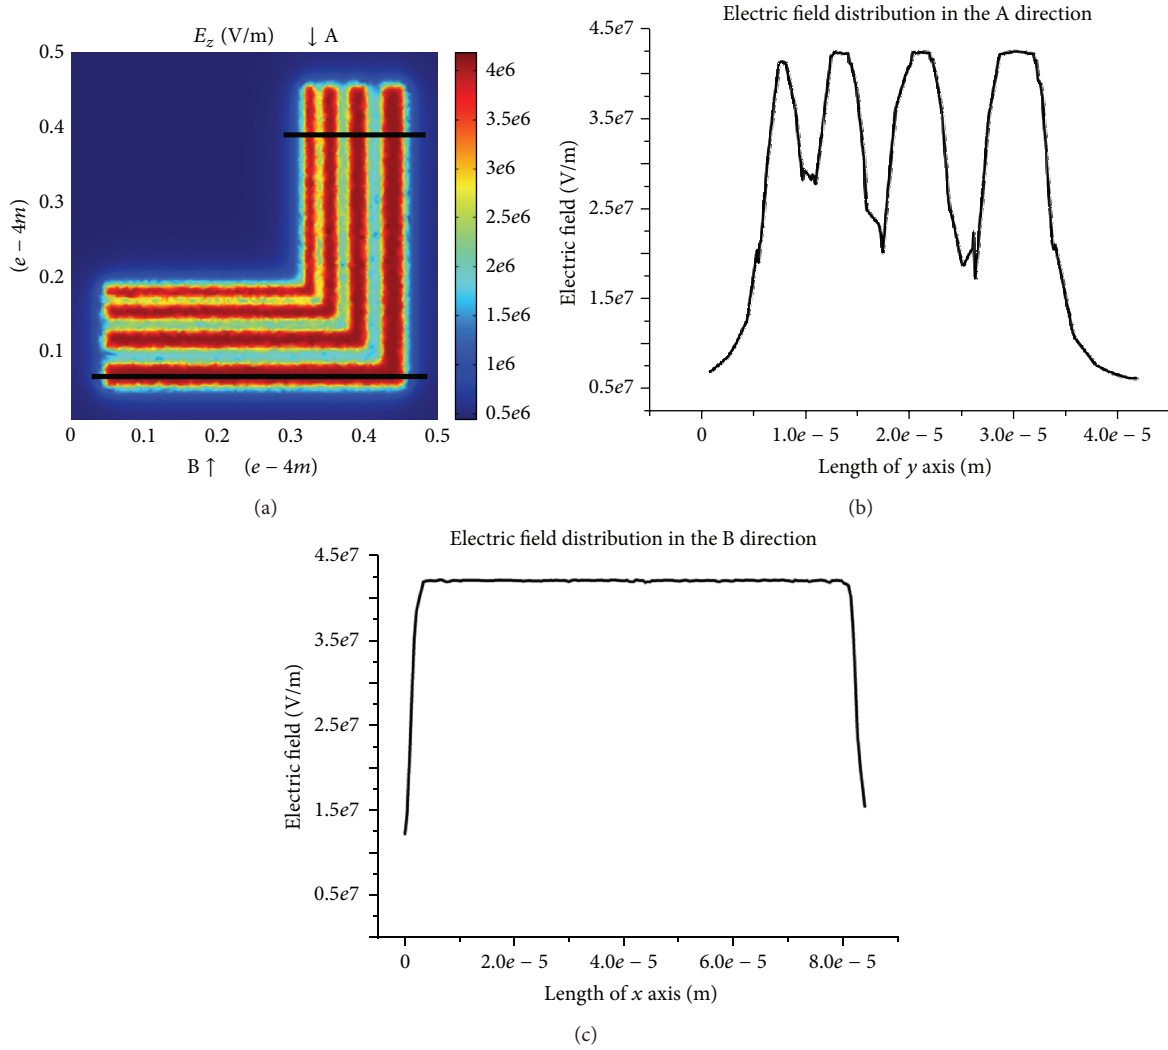 E_z (V/m) ↓ A
0.5
0.4
0.3
0.2
0.1
(e − 4m)
0 0.1 0.2 0.3 0.4 0.5
B ↑ (e − 4m)
4e6
3.5e6
3e6
2.5e6
2e6
1.5e6
1e6
0.5e6
(a)
Electric field distribution in the A direction
4.5e7
3.5e7
2.5e7
1.5e7
0.5e7
Electric field (V/m)
0 1.0e − 5 2.0e − 5 3.0e − 5 4.0e − 5
Length of y axis (m)
(b)
Electric field distribution in the B direction
4.5e7
3.5e7
2.5e7
1.5e7
0.5e7
Electric field (V/m)
0 2.0e − 5 4.0e − 5 6.0e − 5 8.0e − 5
Length of x axis (m)
(c)